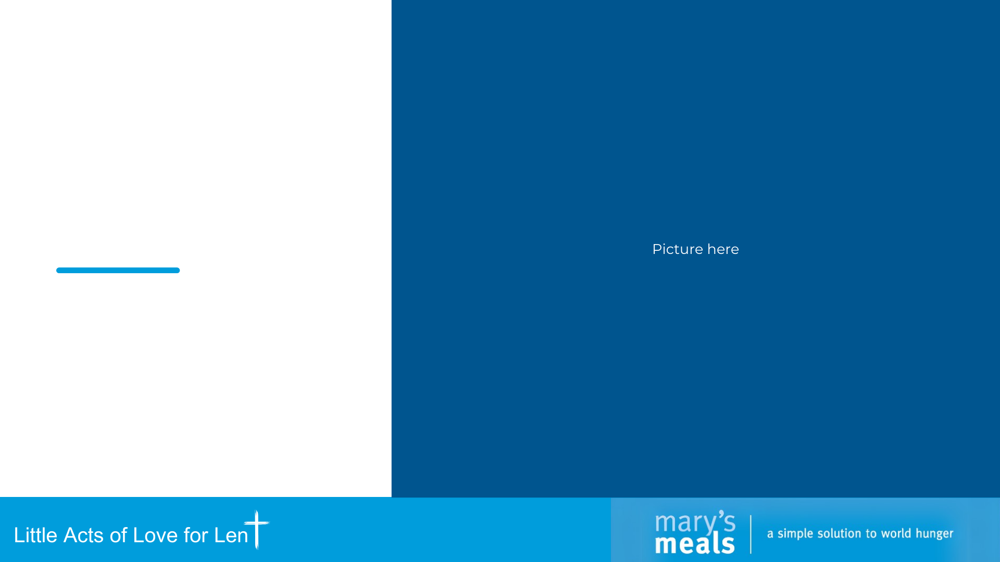 Picture here
Little Acts of Love for Lent
mary's
meals
a simple solution to world hunger